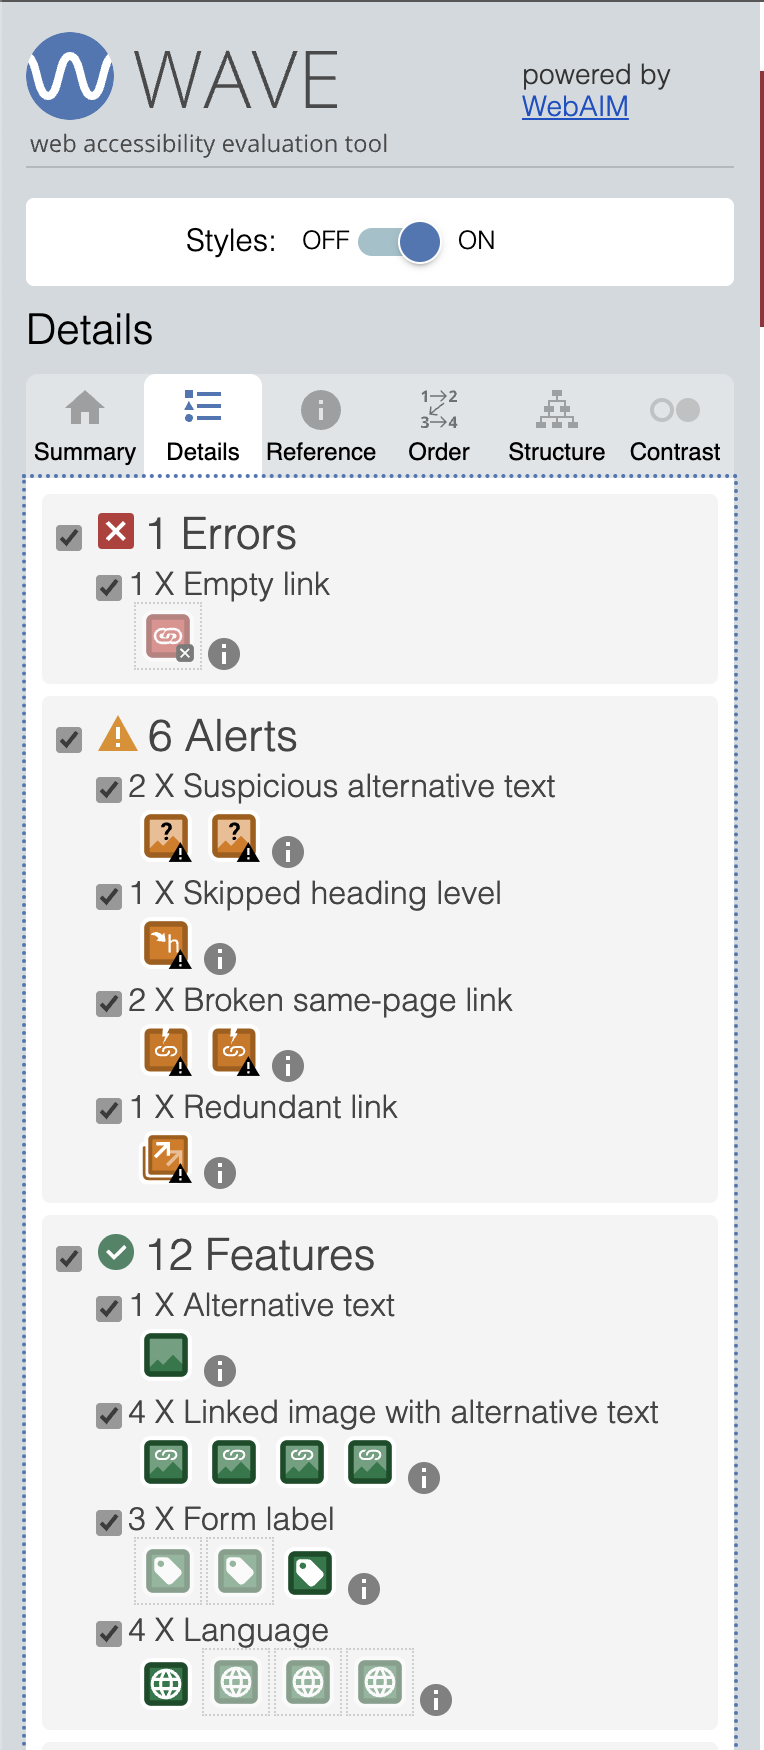 WAVE
powered by
WebAIM
web accessibility evaluation tool
Styles: OFF ON
Details
1→2
3→4
Summary Details Reference Order Structure Contrast
1 Errors
1 X Empty link
6 Alerts
2 X Suspicious alternative text
1 X Skipped heading level
h
2 X Broken same-page link
1 X Redundant link
12 Features
1 X Alternative text
4 X Linked image with alternative text
3 X Form label
4 X Language